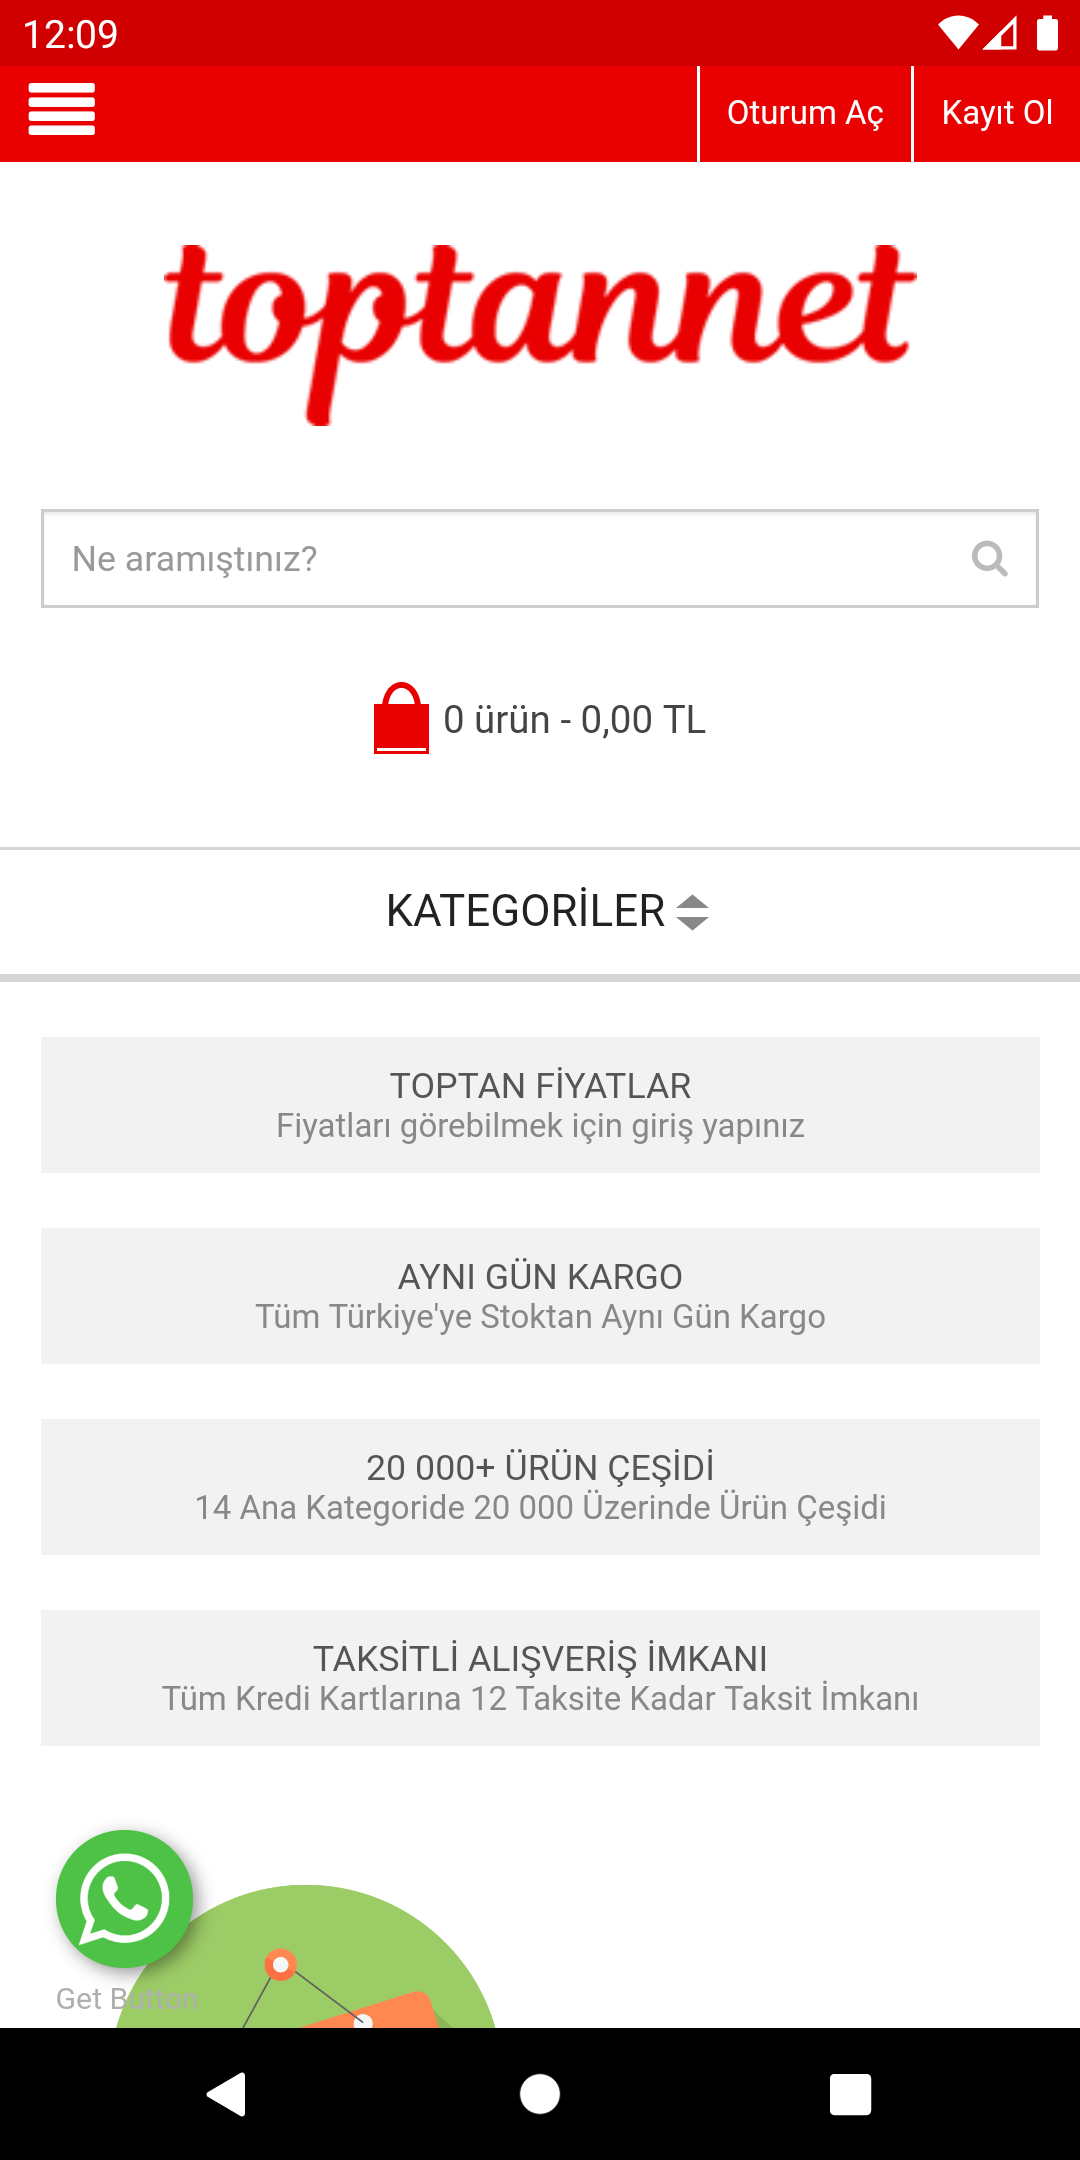 12:09
Oturum Aç
Kayıt Ol
toptannet
Ne aramıştınız?
0 ürün - 0,00 TL
KATEGORİLER
TOPTAN FİYATLAR
Fiyatları görebilmek için giriş yapınız
AYNI GÜN KARGO
Tüm Türkiye'ye Stoktan Aynı Gün Kargo
20 000+ ÜRÜN ÇEŞİDİ
14 Ana Kategoride 20 000 Üzerinde Ürün Çeşidi
TAKSİTLİ ALIŞVERİŞ İMKANI
Tüm Kredi Kartlarına 12 Taksite Kadar Taksit İmkanı
Get Button